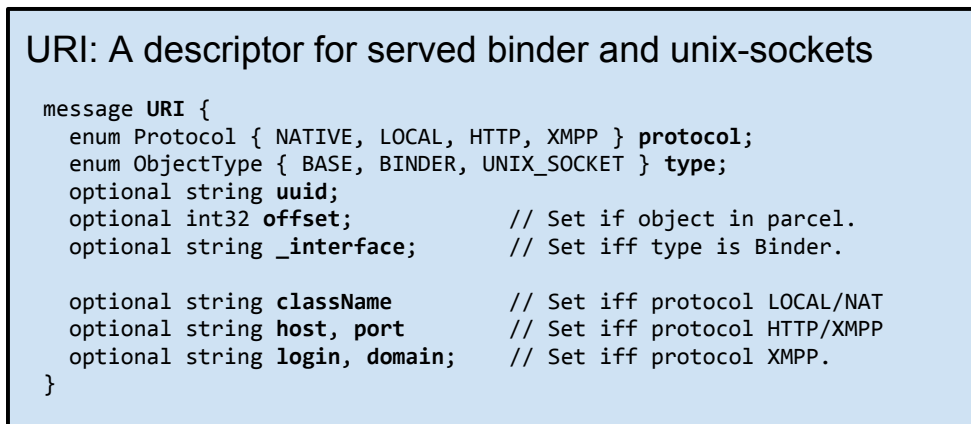 URI: A descriptor for served binder and unix-sockets
message URI {
  enum Protocol { NATIVE, LOCAL, HTTP, XMPP } protocol;
  enum ObjectType { BASE, BINDER, UNIX_SOCKET } type;
  optional string uuid;
  optional int32 offset;          // Set if object in parcel.
  optional string _interface;     // Set iff type is Binder.
  optional string className       // Set iff protocol LOCAL/NAT
  optional string host, port      // Set iff protocol HTTP/XMPP
  optional string login, domain;  // Set iff protocol XMPP.
}